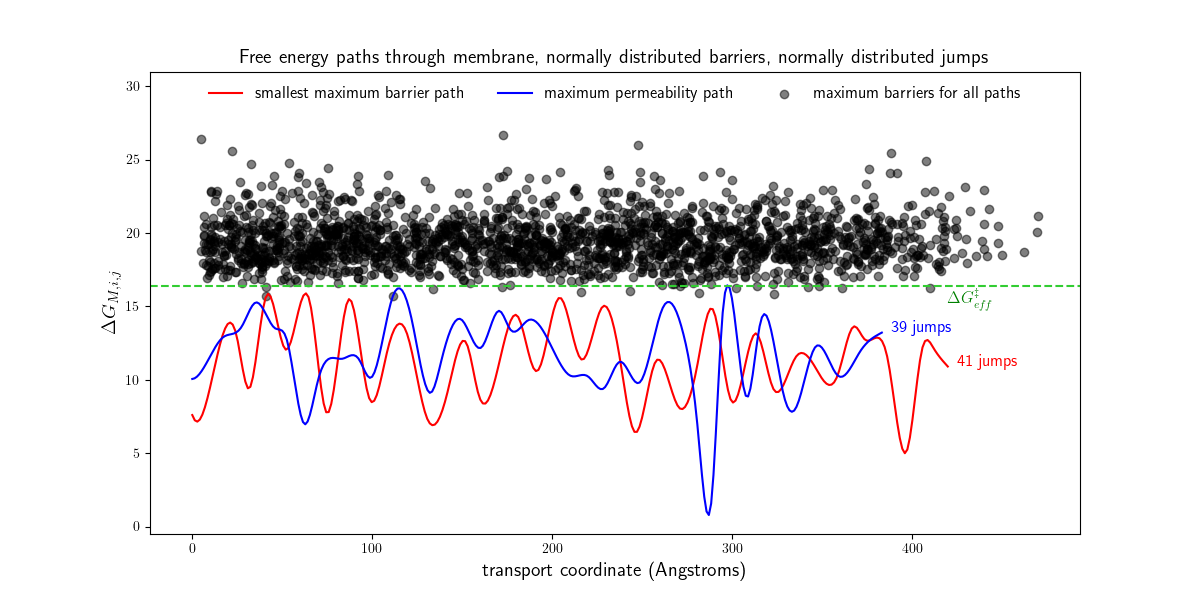 Free energy paths through membrane, normally distributed barriers, normally distributed jumps
smallest maximum barrier path maximum permeability path maximum barriers for all paths
30
25
20
15
10
5
0
ΔG_{M,i,j}
ΔG^‡_{eff}
39 jumps
41 jumps
0 100 200 300 400
transport coordinate (Angstroms)